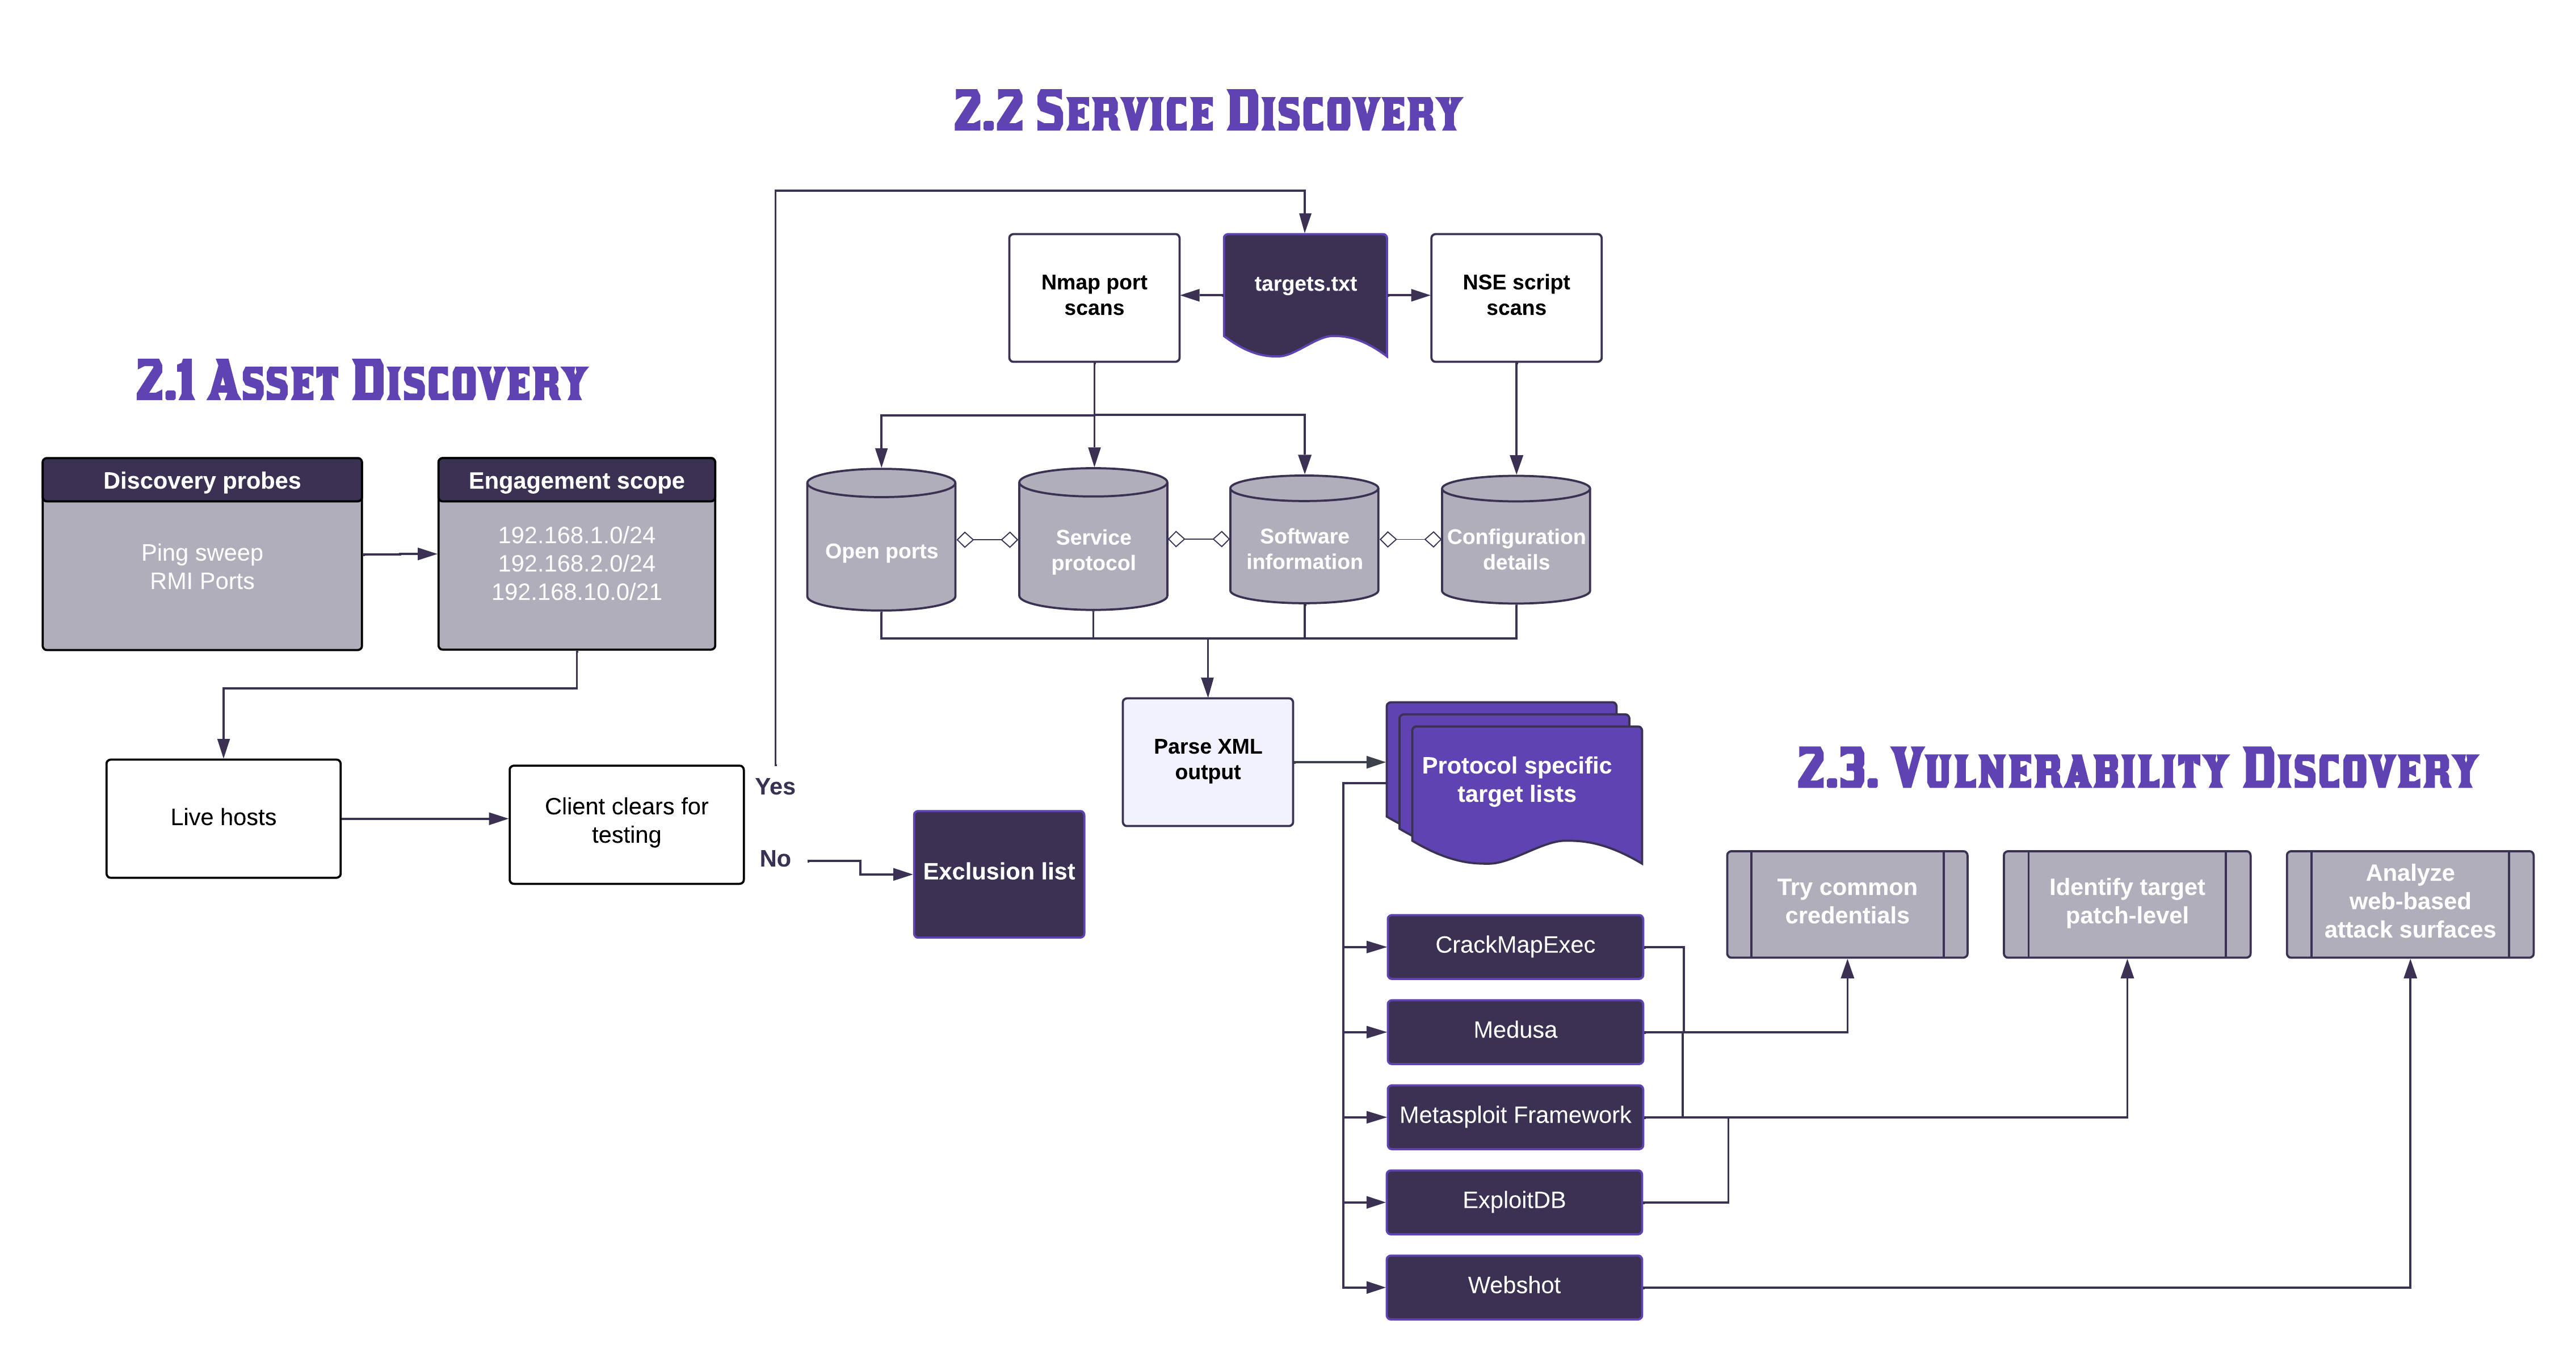 2.2 Service Discovery
Nmap port
scans
targets.txt
NSE script
scans
2.1 Asset Discovery
Discovery probes
Ping sweep
RMI Ports
Engagement scope
192.168.1.0/24
192.168.2.0/24
192.168.10.0/21
Open ports
Service
protocol
Software
information
Configuration
details
Live hosts
Client clears for
testing
Yes
No
Exclusion list
Parse XML
output
Protocol specific
target lists
2.3. Vulnerability Discovery
Try common
credentials
Identify target
patch-level
Analyze
web-based
attack surfaces
CrackMapExec
Medusa
Metasploit Framework
ExploitDB
Webshot